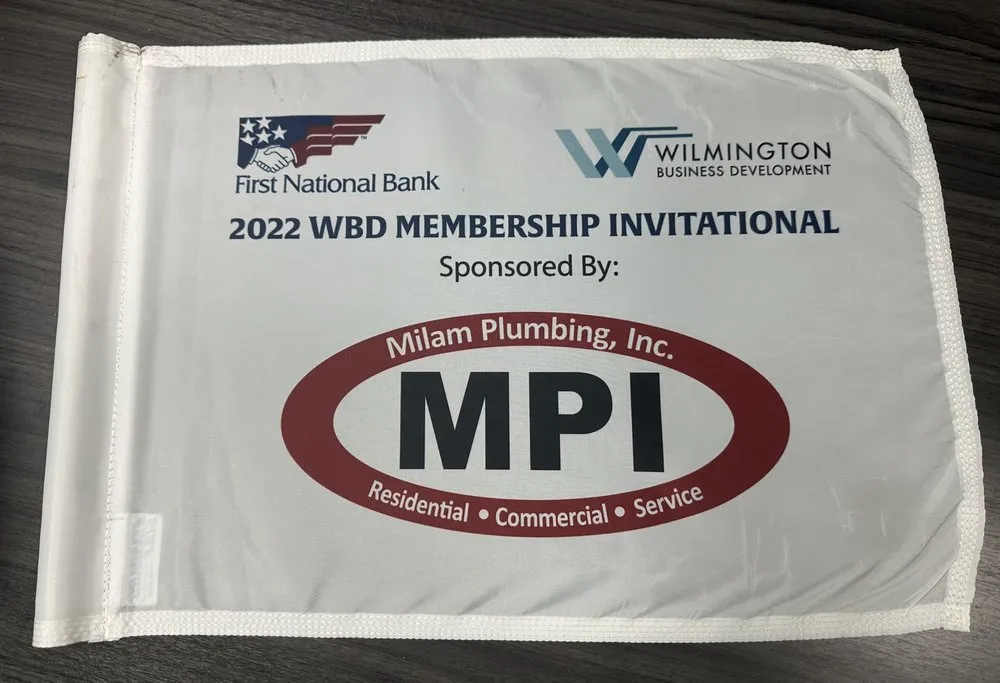 First National Bank
WILMINGTON
BUSINESS DEVELOPMENT
2022 WBD MEMBERSHIP INVITATIONAL
Sponsored By:
Milam Plumbing, Inc.
MPI
Residential • Commercial • Service